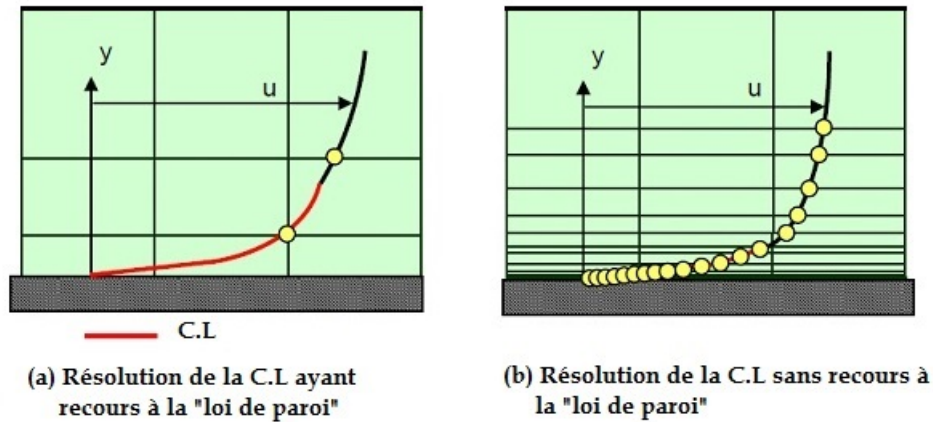 y
u
y
u
C.L
(a) Résolution de la C.L ayant
recours à la "loi de paroi"
(b) Résolution de la C.L sans recours à
la "loi de paroi"